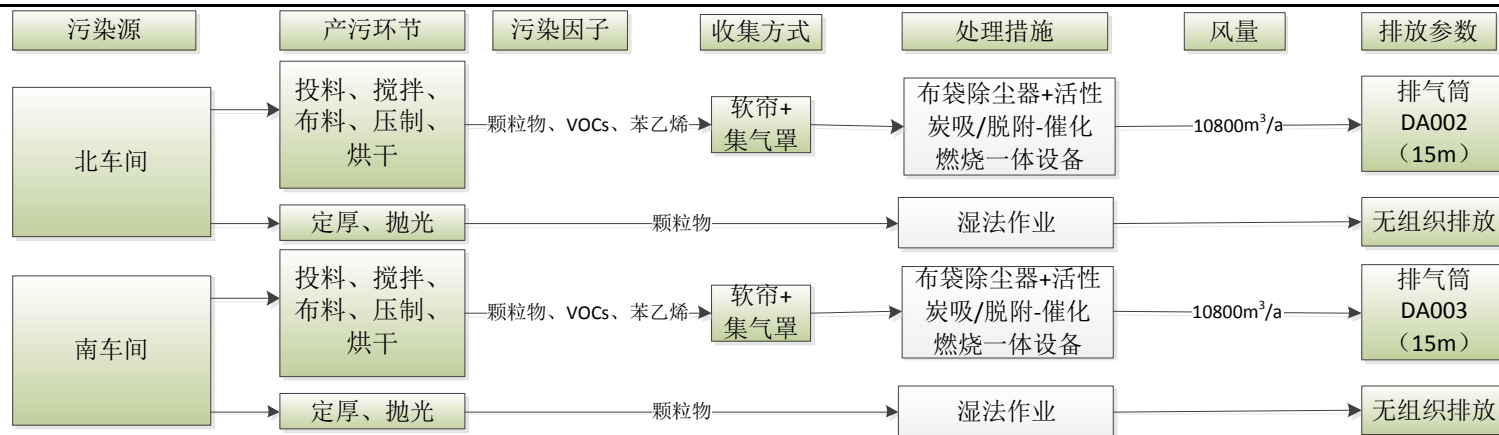 污染源 产污环节 污染因子 收集方式 处理措施 风量 排放参数
北车间
投料、搅拌、
布料、压制、
烘干
颗粒物、VOCs、苯乙烯
软帘+
集气罩
布袋除尘器+活性
炭吸/脱附-催化
燃烧一体设备
10800m³/a
排气筒
DA002
（15m）
定厚、抛光
颗粒物
湿法作业
无组织排放
南车间
投料、搅拌、
布料、压制、
烘干
颗粒物、VOCs、苯乙烯
软帘+
集气罩
布袋除尘器+活性
炭吸/脱附-催化
燃烧一体设备
10800m³/a
排气筒
DA003
（15m）
定厚、抛光
颗粒物
湿法作业
无组织排放